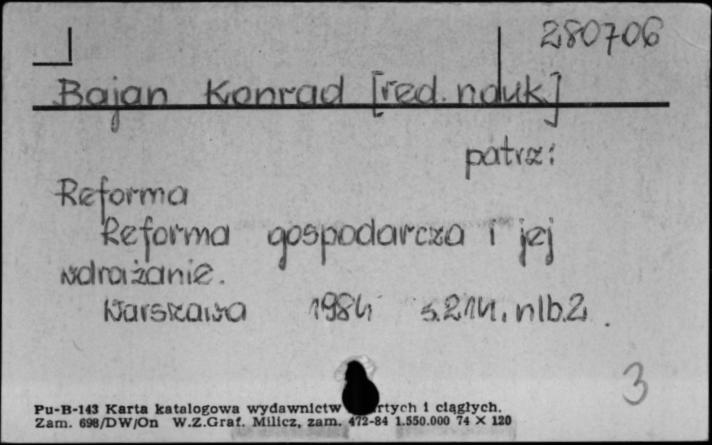 280706
Bajan Konrad [red. nauk.]
patrz:
Reforma
Reforma gospodarcza i jej
wdrażanie.
Warszawa 1984 s. 214, nlb. 2.
3
Pu-B-143 Karta katalogowa wydawnictw i ciągłych.
Zam. 698/DW/On W.Z.Graf. Milicz, zam. 472-84 1.550.000 74 × 120